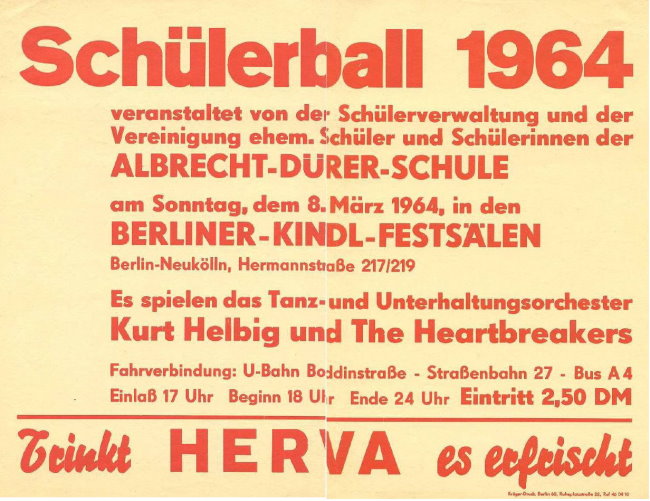 Schülerball 1964
veranstaltet von der Schülerverwaltung und der
Vereinigung ehem. Schüler und Schülerinnen der
ALBRECHT-DÜRER-SCHULE
am Sonntag, dem 8. März 1964, in den
BERLINER-KINDL-FESTSÄLEN
Berlin-Neukölln, Hermannstraße 217/219
Es spielen das Tanz- und Unterhaltungsorchester
Kurt Helbig und The Heartbreakers
Fahrverbindung: U-Bahn Boddinstraße - Straßenbahn 27 - Bus A 4
Einlaß 17 Uhr Beginn 18 Uhr Ende 24 Uhr Eintritt 2,50 DM
Trinkt HERVA es erfrischt
Krüger-Druck, Berlin